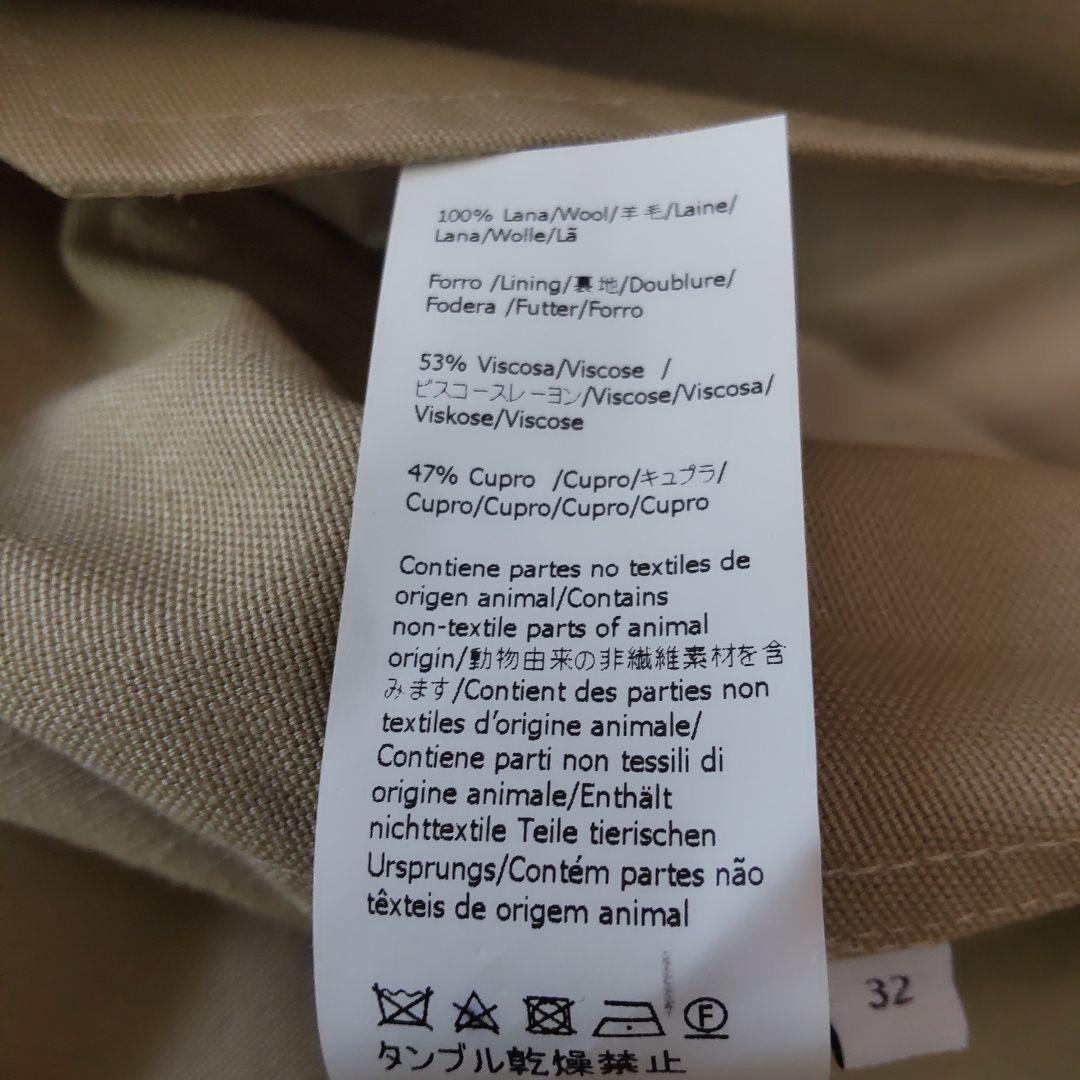 100% Lana/Wool/羊毛/Laine/
Lana/Wolle/Lã
Forro /Lining/裏地/Doublure/
Fodera /Futter/Forro
53% Viscosa/Viscose /
ビスコースレーヨン/Viscose/Viscosa/
Viskose/Viscose
47% Cupro /Cupro/キュプラ/
Cupro/Cupro/Cupro/Cupro
Contiene partes no textiles de
origen animal/Contains
non-textile parts of animal
origin/動物由来の非繊維素材を含
みます/Contient des parties non
textiles d'origine animale/
Contiene parti non tessili di
origine animale/Enthält
nichttextile Teile tierischen
Ursprungs/Contém partes não
têxteis de origem animal
F
タンブル乾燥禁止
32